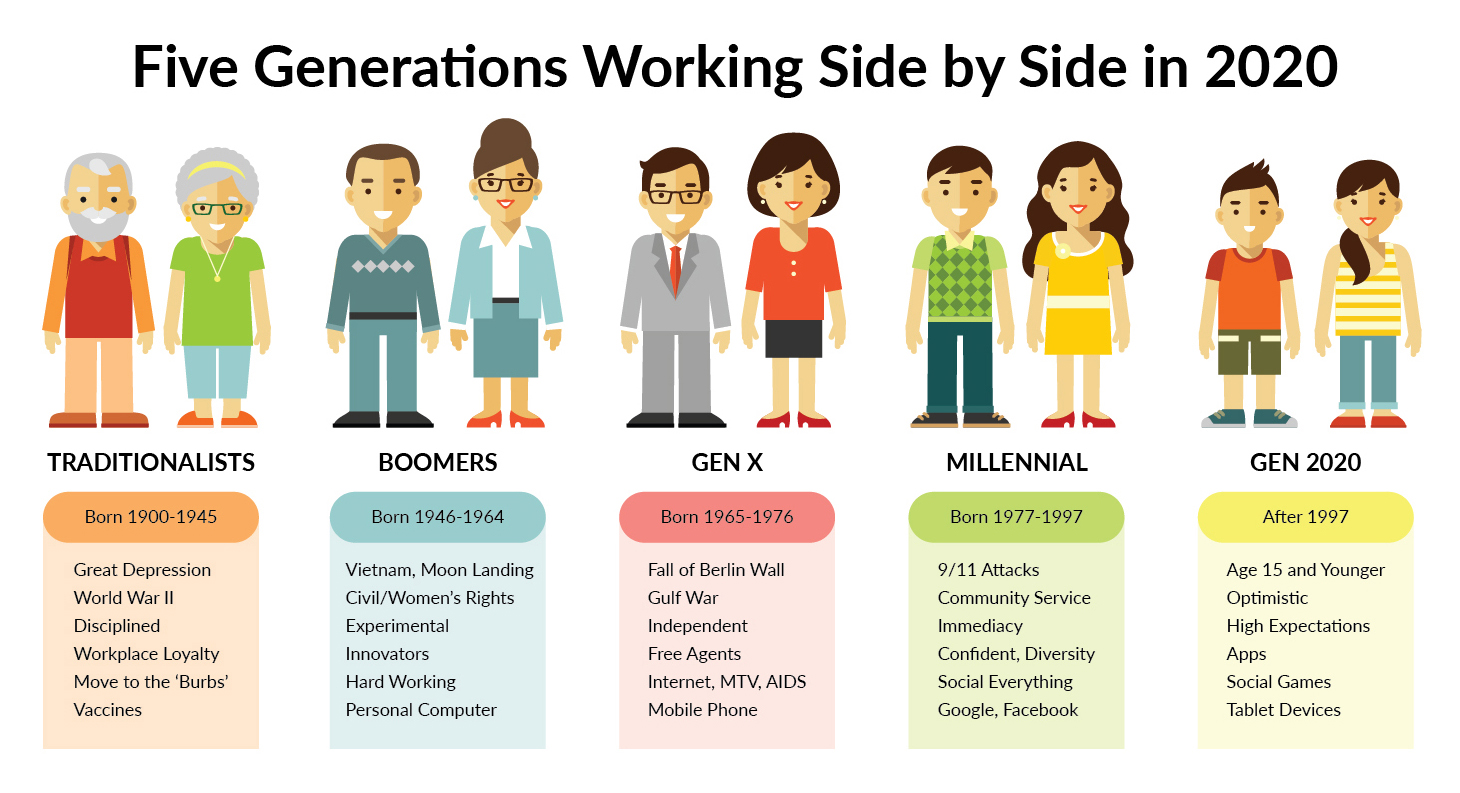 Five Generations Working Side by Side in 2020
TRADITIONALISTS
Born 1900-1945
Great Depression
World War II
Disciplined
Workplace Loyalty
Move to the ‘Burbs’
Vaccines
BOOMERS
Born 1946-1964
Vietnam, Moon Landing
Civil/Women’s Rights
Experimental
Innovators
Hard Working
Personal Computer
GEN X
Born 1965-1976
Fall of Berlin Wall
Gulf War
Independent
Free Agents
Internet, MTV, AIDS
Mobile Phone
MILLENNIAL
Born 1977-1997
9/11 Attacks
Community Service
Immediacy
Confident, Diversity
Social Everything
Google, Facebook
GEN 2020
After 1997
Age 15 and Younger
Optimistic
High Expectations
Apps
Social Games
Tablet Devices